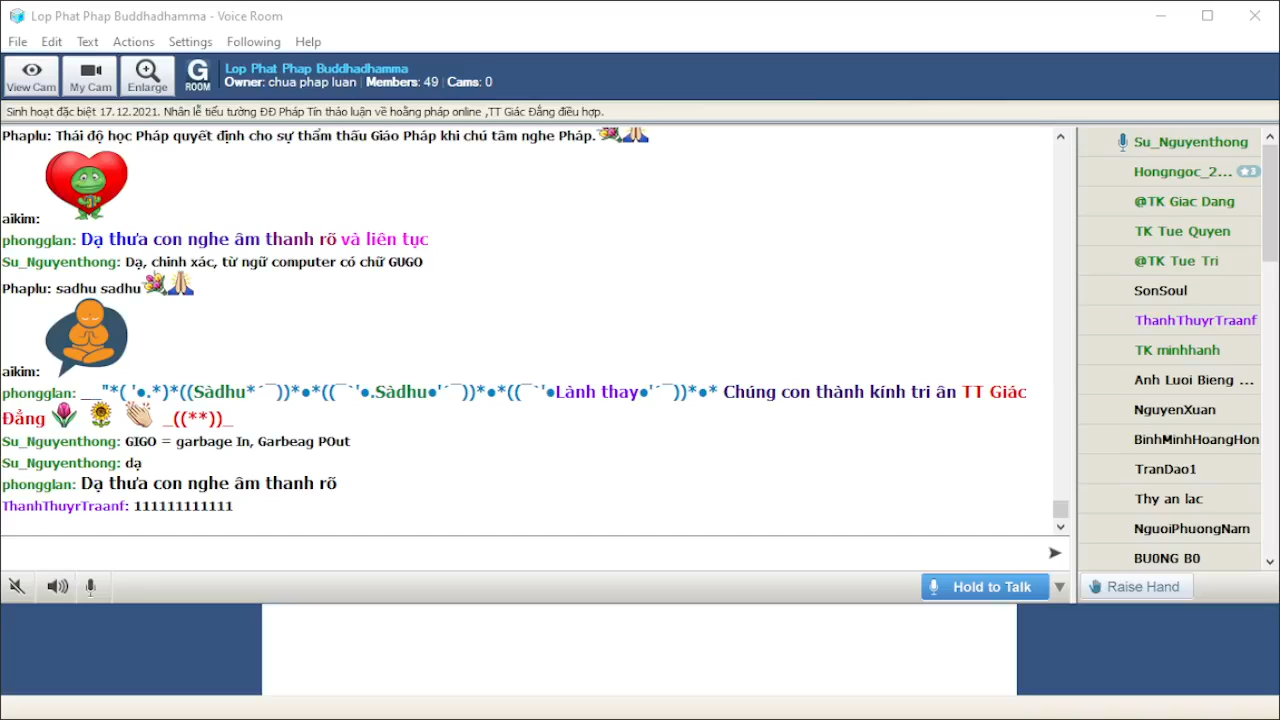 Lop Phat Phap Buddhadhamma - Voice Room
File Edit Text Actions Settings Following Help
View Cam My Cam Enlarge G ROOM
Lop Phat Phap Buddhadhamma
Owner: chua phap luan | Members: 49 | Cams: 0
Sinh hoạt đặc biệt 17.12.2021. Nhân lễ tiểu tường ĐĐ Pháp Tín thảo luận về hoằng pháp online ,TT Giác Đẳng điều hợp.
Phaplu: Thái độ học Pháp quyết định cho sự thẩm thấu Giáo Pháp khi chú tâm nghe Pháp.
aikim:
phongglan: Dạ thưa con nghe âm thanh rõ và liên tục
Su_Nguyenthong: Dạ, chinh xác, từ ngữ computer có chữ GUGO
Phaplu: sadhu sadhu
aikim:
phongglan: ___"*( '●.*)*((Sàdhu*´¯))*●*((¯`'●.Sàdhu●'´¯))*●*((¯`'●Lành thay●'´¯))*●* Chúng con thành kính tri ân TT Giác
Đẳng _((**))_
Su_Nguyenthong: GIGO = garbage In, Garbeag POut
Su_Nguyenthong: dạ
phongglan: Dạ thưa con nghe âm thanh rõ
ThanhThuyrTraanf: 111111111111
Hold to Talk
Su_Nguyenthong
Hongngoc_2... 3
@TK Giac Dang
TK Tue Quyen
@TK Tue Tri
SonSoul
ThanhThuyrTraanf
TK minhhanh
Anh Luoi Bieng ...
NguyenXuan
BinhMinhHoangHon
TranDao1
Thy an lac
NguoiPhuongNam
BU0NG B0
Raise Hand